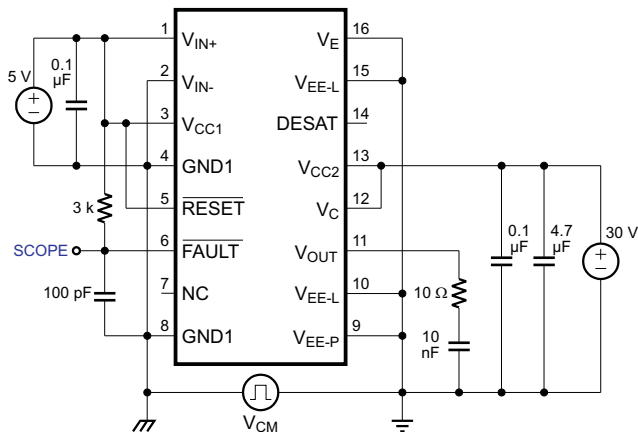 1
V_IN+
V_E
16
5 V
0.1
µF
2
V_IN-
V_EE-L
15
3
V_CC1
DESAT
14
4
GND1
V_CC2
13
3 k
5
RESET
V_C
12
0.1
µF
4.7
µF
30 V
SCOPE
6
FAULT
V_OUT
11
100 pF
7
NC
V_EE-L
10
10 Ω
8
GND1
V_EE-P
9
10
nF
V_CM